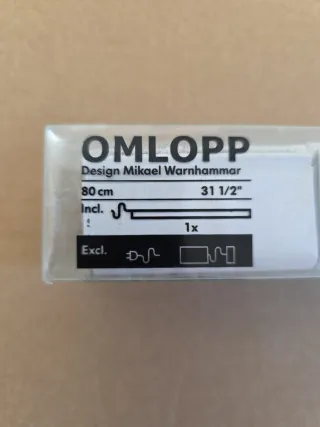 OMLOPP
Design Mikael Warnhammar
80 cm 31 1/2"
Incl.
1x
Excl.